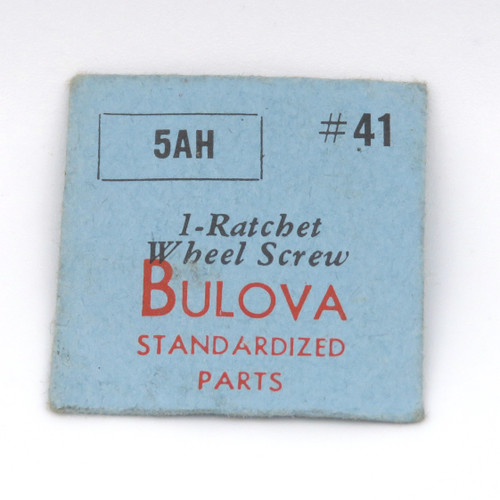 5AH
#41
1-Ratchet
Wheel Screw
BULOVA
STANDARDIZED
PARTS